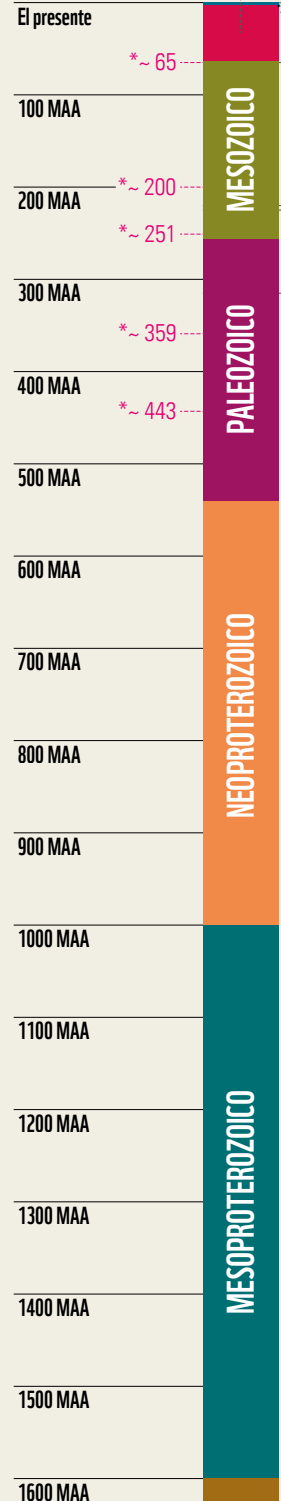 El presente
*~ 65
100 MAA
MESOZOICO
*~ 200
200 MAA
*~ 251
300 MAA
*~ 359
PALEOZOICO
400 MAA
*~ 443
500 MAA
600 MAA
700 MAA
NEOPROTEROZOICO
800 MAA
900 MAA
1000 MAA
1100 MAA
1200 MAA
MESOPROTEROZOICO
1300 MAA
1400 MAA
1500 MAA
1600 MAA